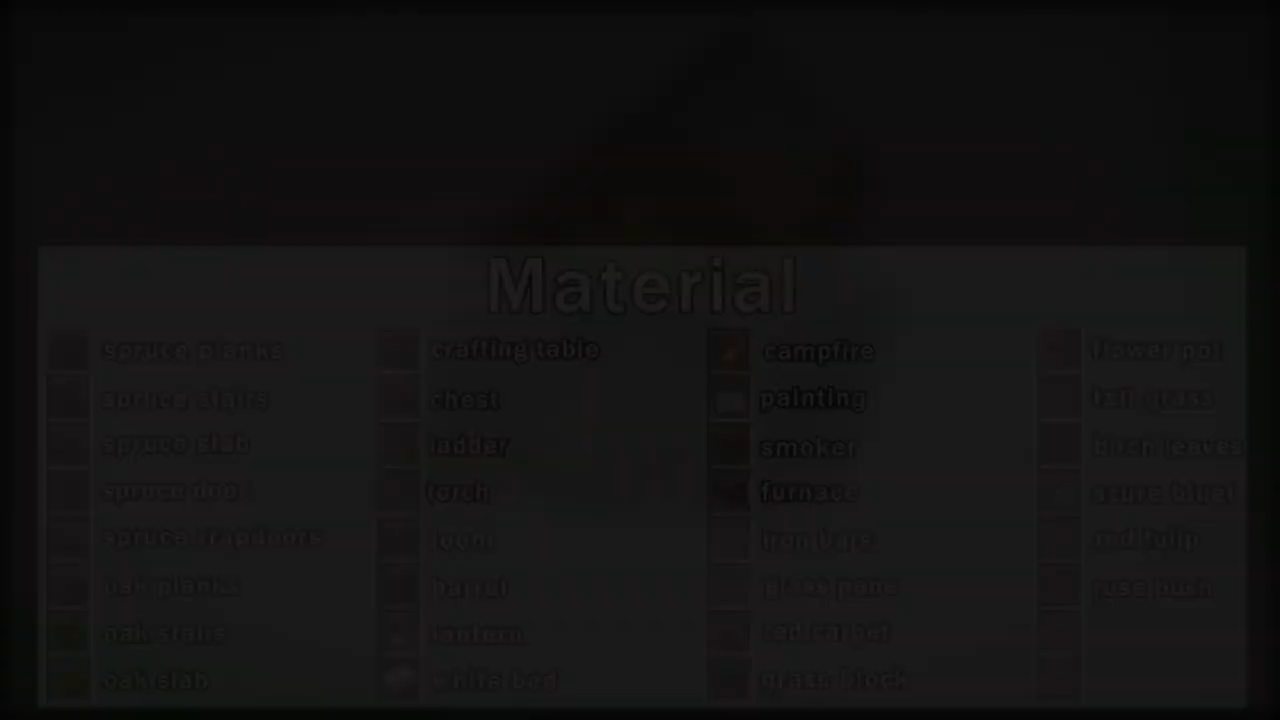 Material
spruce planks
spruce stairs
spruce slab
spruce door
spruce trapdoors
oak planks
oak stairs
oak slab
crafting table
chest
ladder
torch
loom
barrel
lantern
white bed
campfire
painting
smoker
furnace
iron bars
glass pane
red carpet
grass block
flower pot
tall grass
birch leaves
azure bluet
red tulip
rose bush